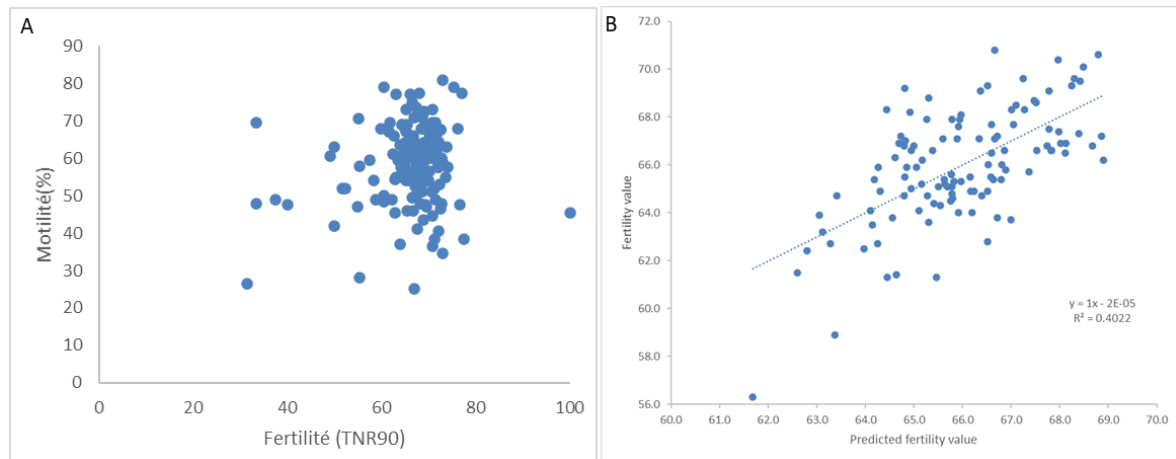 A
90
80
70
60
50
40
30
20
10
0
Motilité(%)
0 20 40 60 80 100
Fertilité (TNR90)
B
72.0
70.0
68.0
66.0
64.0
62.0
60.0
58.0
56.0
Fertility value
y = 1x - 2E-05
R² = 0.4022
60.0 61.0 62.0 63.0 64.0 65.0 66.0 67.0 68.0 69.0 70.0
Predicted fertility value